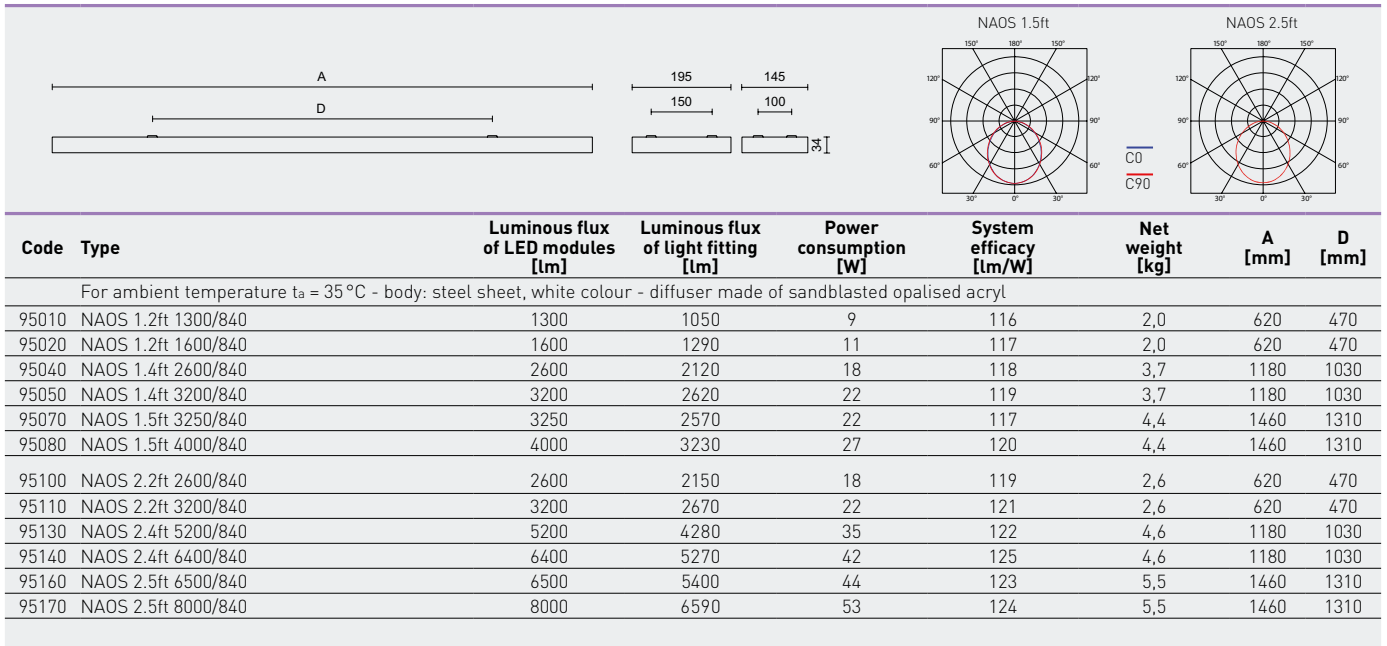 NAOS 1.5ft
NAOS 2.5ft
150° 180° 150°
150° 180° 150°
120° 120°
120° 120°
90° 90°
90° 90°
60° 60°
60° 60°
30° 0° 30°
30° 0° 30°
C0
C90
A
D
195
150
145
100
34
Code Type Luminous flux of LED modules [lm] Luminous flux of light fitting [lm] Power consumption [W] System efficacy [lm/W] Net weight [kg] A [mm] D [mm]
For ambient temperature ta = 35°C - body: steel sheet, white colour - diffuser made of sandblasted opalised acryl
95010 NAOS 1.2ft 1300/840 1300 1050 9 116 2,0 620 470
95020 NAOS 1.2ft 1600/840 1600 1290 11 117 2,0 620 470
95040 NAOS 1.4ft 2600/840 2600 2120 18 118 3,7 1180 1030
95050 NAOS 1.4ft 3200/840 3200 2620 22 119 3,7 1180 1030
95070 NAOS 1.5ft 3250/840 3250 2570 22 117 4,4 1460 1310
95080 NAOS 1.5ft 4000/840 4000 3230 27 120 4,4 1460 1310
95100 NAOS 2.2ft 2600/840 2600 2150 18 119 2,6 620 470
95110 NAOS 2.2ft 3200/840 3200 2670 22 121 2,6 620 470
95130 NAOS 2.4ft 5200/840 5200 4280 35 122 4,6 1180 1030
95140 NAOS 2.4ft 6400/840 6400 5270 42 125 4,6 1180 1030
95160 NAOS 2.5ft 6500/840 6500 5400 44 123 5,5 1460 1310
95170 NAOS 2.5ft 8000/840 8000 6590 53 124 5,5 1460 1310